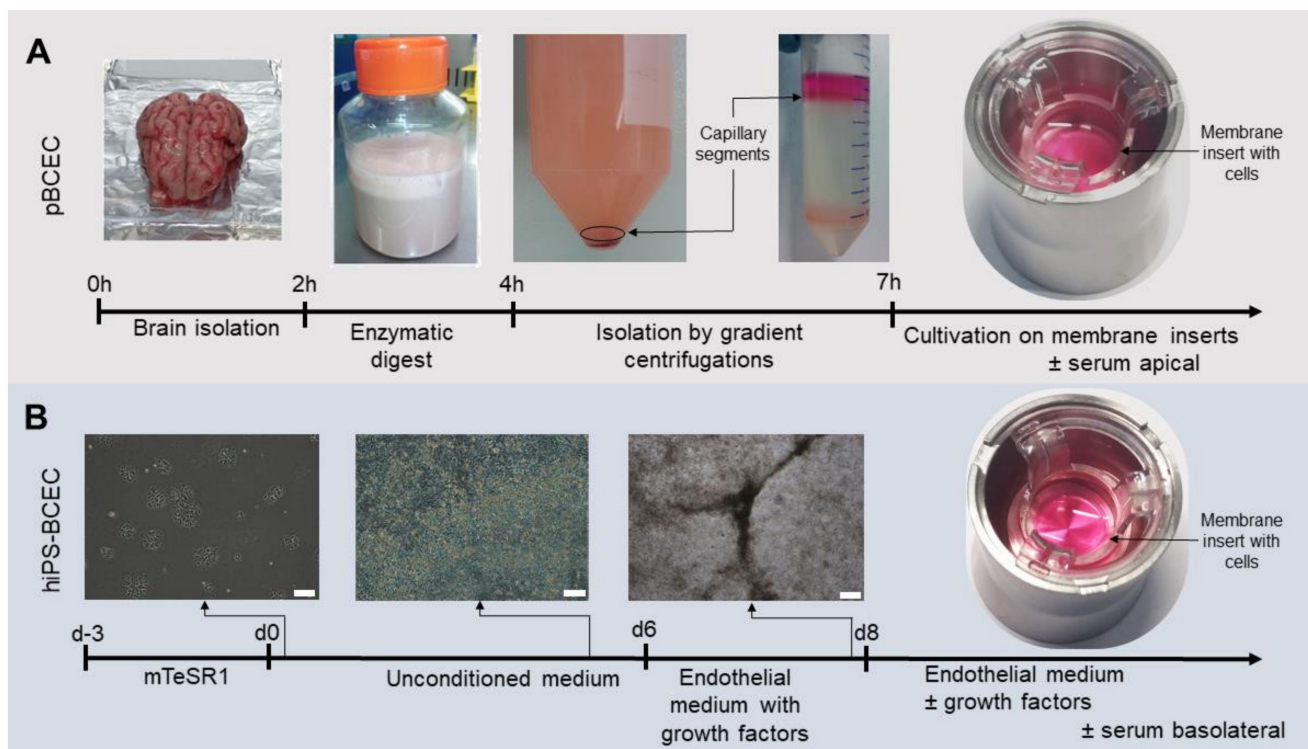 A
pBCEC
Capillary
segments
Membrane
insert with
cells
0h
2h
4h
7h
Brain isolation
Enzymatic
digest
Isolation by gradient
centrifugations
Cultivation on membrane inserts
± serum apical
B
hiPS-BCEC
Membrane
insert with
cells
d-3
d0
d6
d8
mTeSR1
Unconditioned medium
Endothelial
medium with
growth factors
Endothelial medium
± growth factors
± serum basolateral